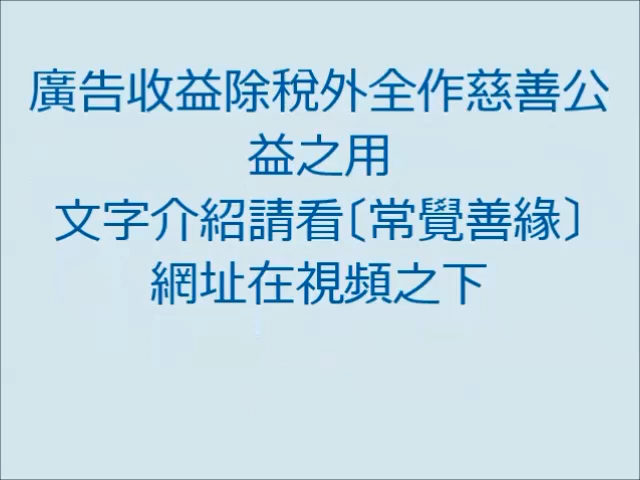 廣告收益除稅外全作慈善公
益之用
文字介紹請看〔常覺善緣〕
網址在視頻之下